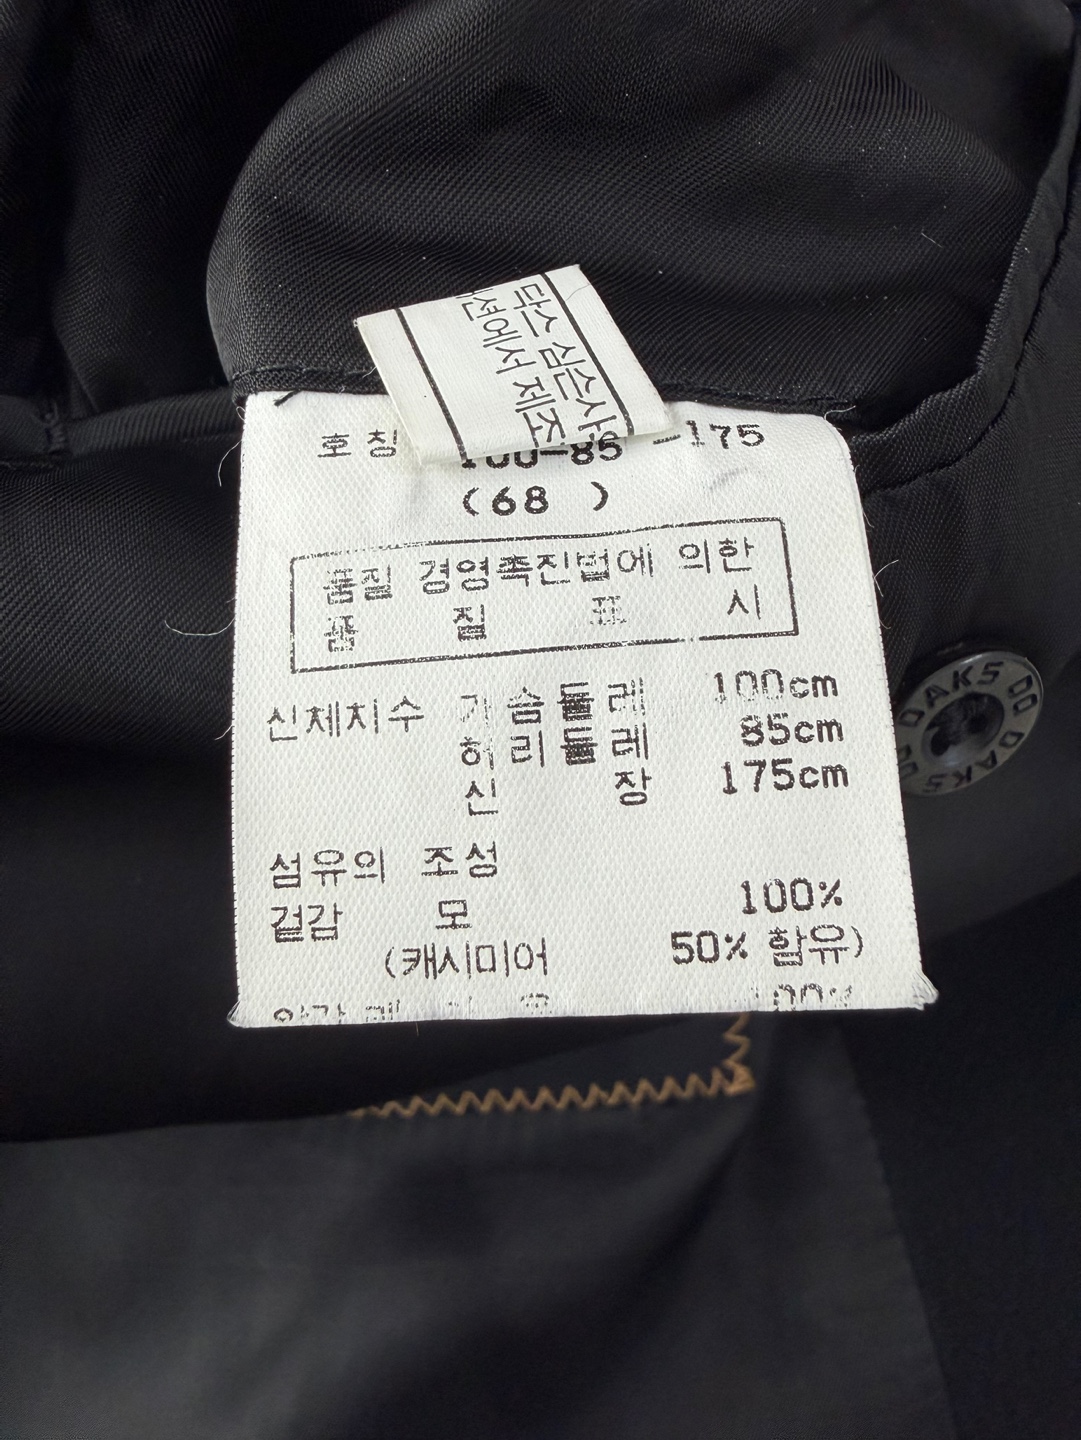 닥스 심슨사
션에서 제조
호칭 100-85 -175
(68 )
품질 경영촉진법에 의한
품 질 표 시
신체치수 가슴둘레 100cm
허리둘레 85cm
신 장 175cm
섬유의 조성
겉감 모 100%
(캐시미어 50% 함유)
DAKS
DAKS